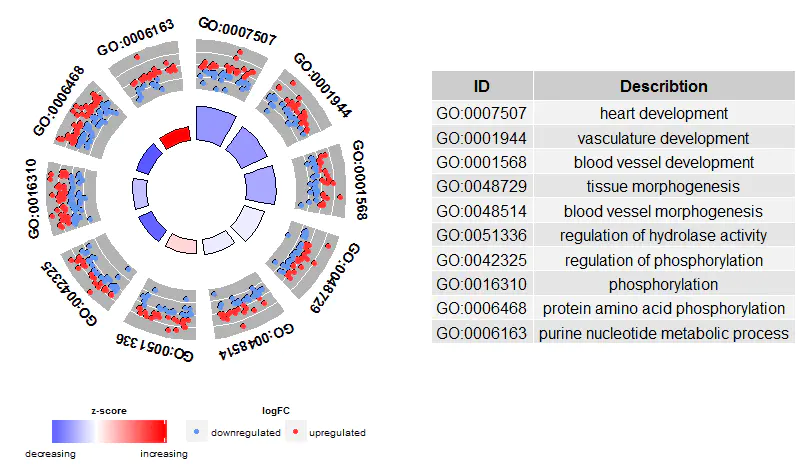 GO:0006163
GO:0007507
GO:0001944
GO:0001568
GO:0048729
GO:0048514
GO:0051336
GO:0042325
GO:0016310
GO:0006468
z-score
decreasing increasing
logFC
downregulated upregulated
ID Describtion
GO:0007507 heart development
GO:0001944 vasculature development
GO:0001568 blood vessel development
GO:0048729 tissue morphogenesis
GO:0048514 blood vessel morphogenesis
GO:0051336 regulation of hydrolase activity
GO:0042325 regulation of phosphorylation
GO:0016310 phosphorylation
GO:0006468 protein amino acid phosphorylation
GO:0006163 purine nucleotide metabolic process